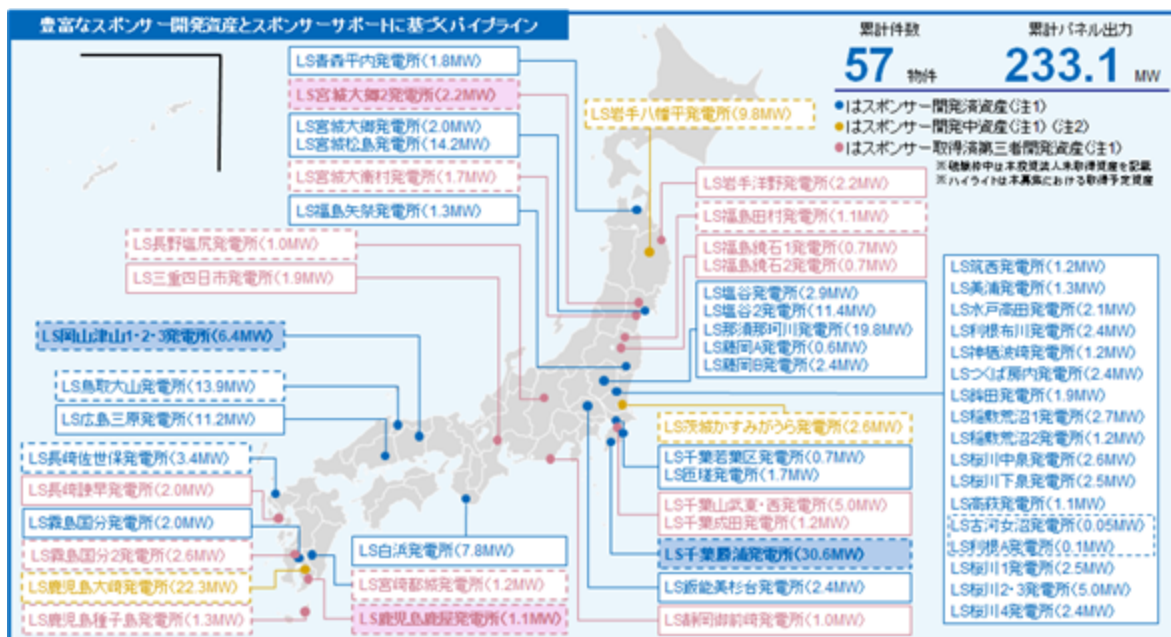 豊富なスポンサー開発資産とスポンサーサポートに基づくパイプライン
累計件数
57 物件
累計パネル出力
233.1 MW
●はスポンサー開発済資産(注1)
●はスポンサー開発中資産(注1)(注2)
●はスポンサー取得済第三者開発資産(注1)
※破線枠中は本投資法人未取得資産を記載
※ハイライトは本募集における取得予定資産
LS青森平内発電所(1.8MW)
LS宮城大郷2発電所(2.2MW)
LS宮城大郷発電所(2.0MW)
LS宮城松島発電所(14.2MW)
LS宮城大衡村発電所(1.7MW)
LS福島矢祭発電所(1.3MW)
LS長野塩尻発電所(1.0MW)
LS三重四日市発電所(1.9MW)
LS岡山津山1・2・3発電所(6.4MW)
LS鳥取大山発電所(13.9MW)
LS広島三原発電所(11.2MW)
LS長崎佐世保発電所(3.4MW)
LS長崎諫早発電所(2.0MW)
LS霧島国分発電所(2.0MW)
LS霧島国分2発電所(2.6MW)
LS鹿児島大崎発電所(22.3MW)
LS鹿児島種子島発電所(1.3MW)
LS白浜発電所(7.8MW)
LS宮崎都城発電所(1.2MW)
LS鹿児島鹿屋発電所(1.1MW)
LS岩手八幡平発電所(9.8MW)
LS岩手洋野発電所(2.2MW)
LS福島田村発電所(1.1MW)
LS福島鏡石1発電所(0.7MW)
LS福島鏡石2発電所(0.7MW)
LS塩谷発電所(2.9MW)
LS塩谷2発電所(11.4MW)
LS那須那珂川発電所(19.8MW)
LS藤岡A発電所(0.6MW)
LS藤岡B発電所(2.4MW)
LS茨城かすみがうら発電所(2.6MW)
LS千葉若葉区発電所(0.7MW)
LS匝瑳発電所(1.7MW)
LS千葉山武東・西発電所(5.0MW)
LS千葉成田発電所(1.2MW)
LS千葉勝浦発電所(30.6MW)
LS飯能美杉台発電所(2.4MW)
LS静岡御前崎発電所(1.0MW)
LS筑西発電所(1.2MW)
LS美浦発電所(1.3MW)
LS水戸高田発電所(2.1MW)
LS利根布川発電所(2.4MW)
LS神栖波崎発電所(1.2MW)
LSつくば房内発電所(2.4MW)
LS鉾田発電所(1.9MW)
LS稲敷荒沼1発電所(2.7MW)
LS稲敷荒沼2発電所(1.2MW)
LS桜川中泉発電所(2.6MW)
LS桜川下泉発電所(2.5MW)
LS高萩発電所(1.1MW)
LS古河女沼発電所(0.05MW)
LS利根A発電所(0.1MW)
LS桜川1発電所(2.5MW)
LS桜川2・3発電所(5.0MW)
LS桜川4発電所(2.4MW)